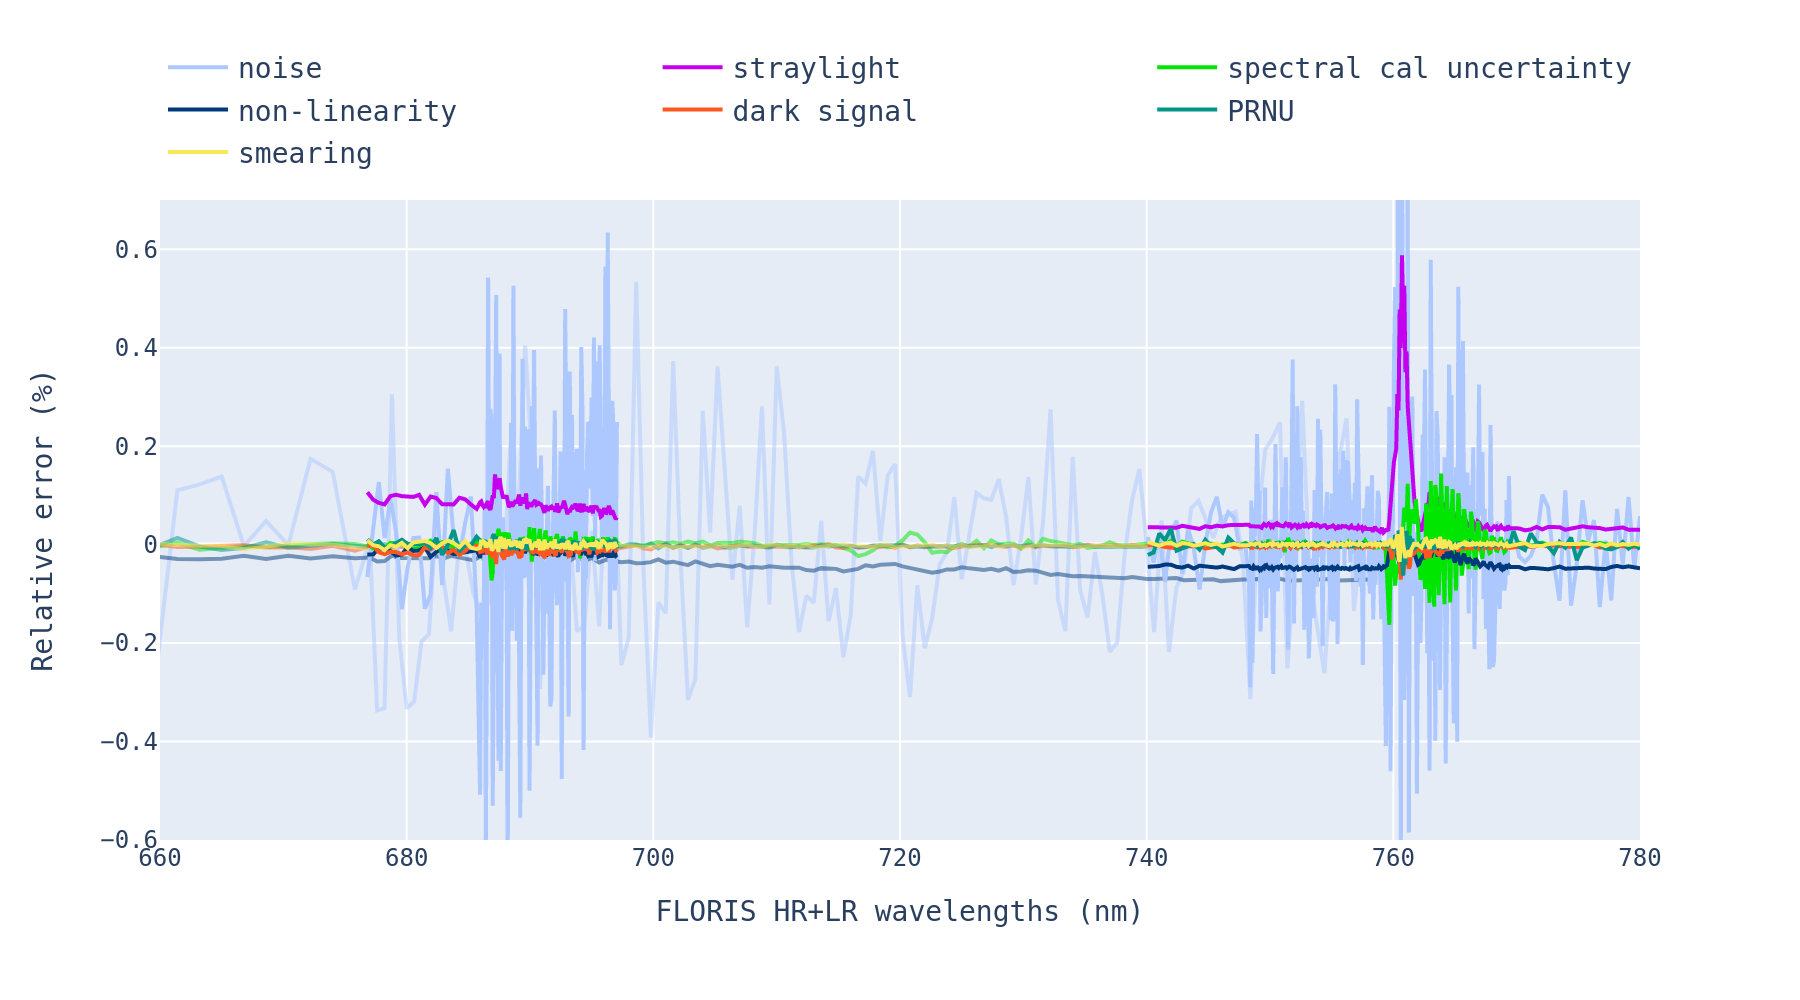 noise straylight spectral cal uncertainty
non-linearity dark signal PRNU
smearing
0.6
0.4
0.2
0
−0.2
−0.4
−0.6
Relative error (%)
660 680 700 720 740 760 780
FLORIS HR+LR wavelengths (nm)